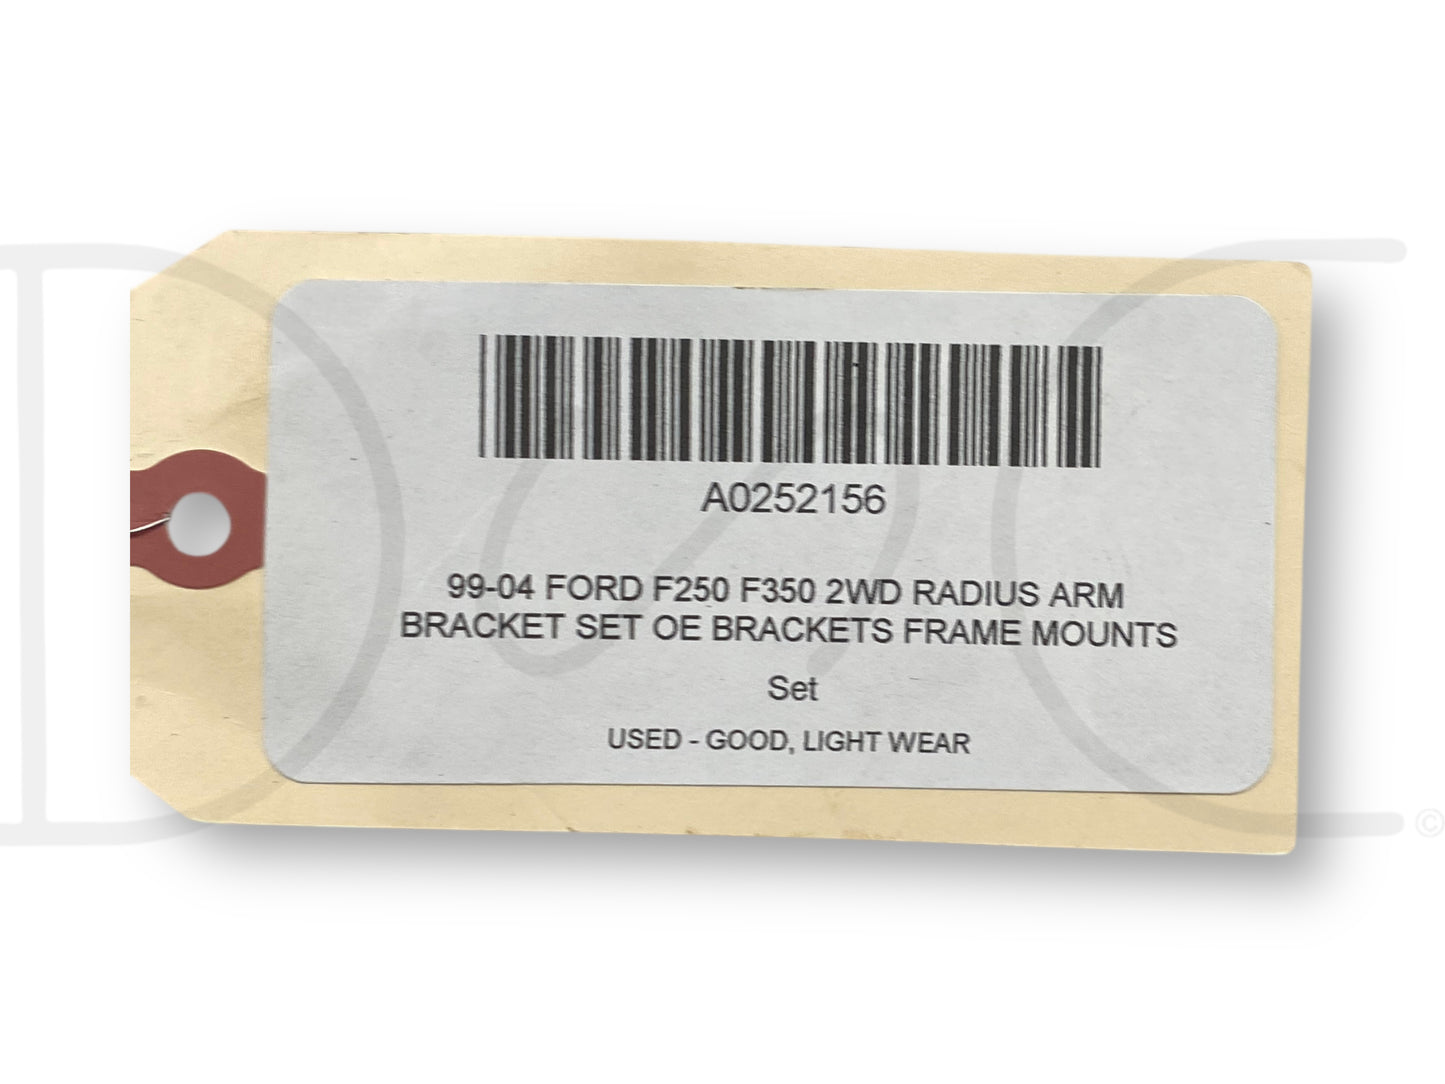 A0252156
99-04 FORD F250 F350 2WD RADIUS ARM
BRACKET SET OE BRACKETS FRAME MOUNTS
Set
USED - GOOD, LIGHT WEAR
©